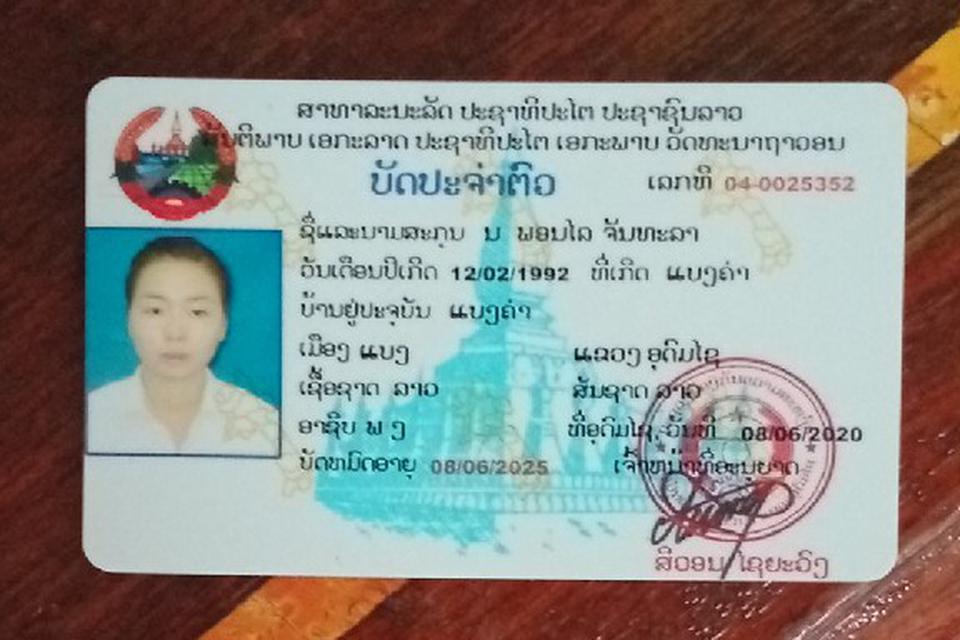 ສາທາລະນະລັດ ປະຊາທິປະໄຕ ປະຊາຊົນລາວ
ສັນຕິພາບ ເອກະລາດ ປະຊາທິປະໄຕ ເອກະພາບ ວັດທະນາຖາວອນ
ບັດປະຈຳຕົວ
ເລກທີ 04-0025352
ຊື່ແລະນາມສະກຸນ ນ ພອນໄລ ຈັນທະລາ
ວັນເດືອນປີເກີດ 12/02/1992 ທີ່ເກີດ ແບງຄ່າ
ບ້ານຢູ່ປະຈຸບັນ ແບງຄ່າ
ເມືອງ ແບງ ແຂວງ ອຸດົມໄຊ
ເຊື້ອຊາດ ລາວ ສັນຊາດ ລາວ
ອາຊີບ ພ ງ ທີ່ອຸດົມໄຊ, ວັນທີ 08/06/2020
ບັດຫມົດອາຍຸ 08/06/2025 ເຈົ້າຫນ້າທີ່ອະນຸຍາດ
ສີວອນ ໄຊຍະວົງ